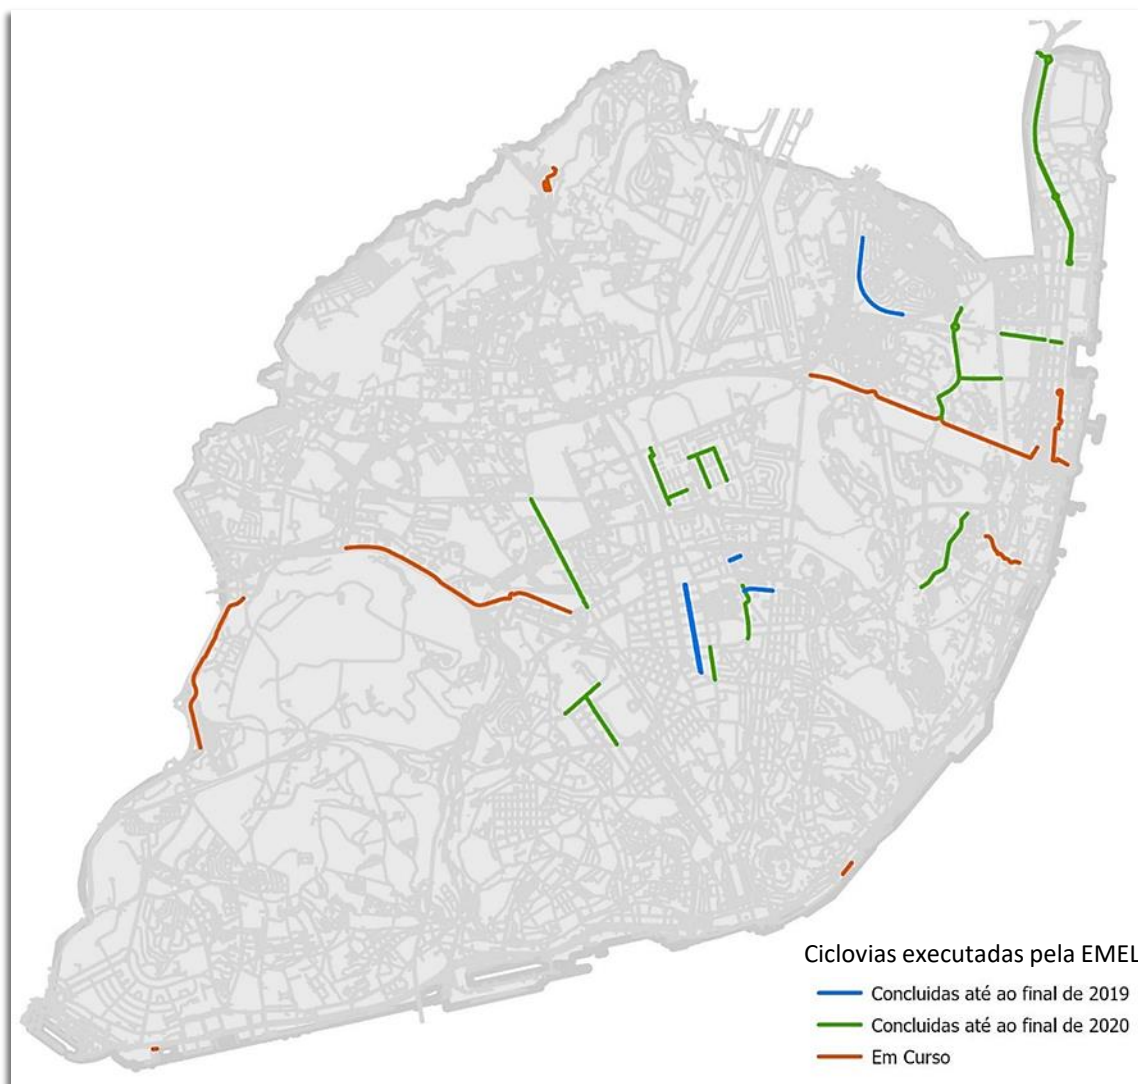 Ciclovias executadas pela EMEL
Concluidas até ao final de 2019
Concluidas até ao final de 2020
Em Curso